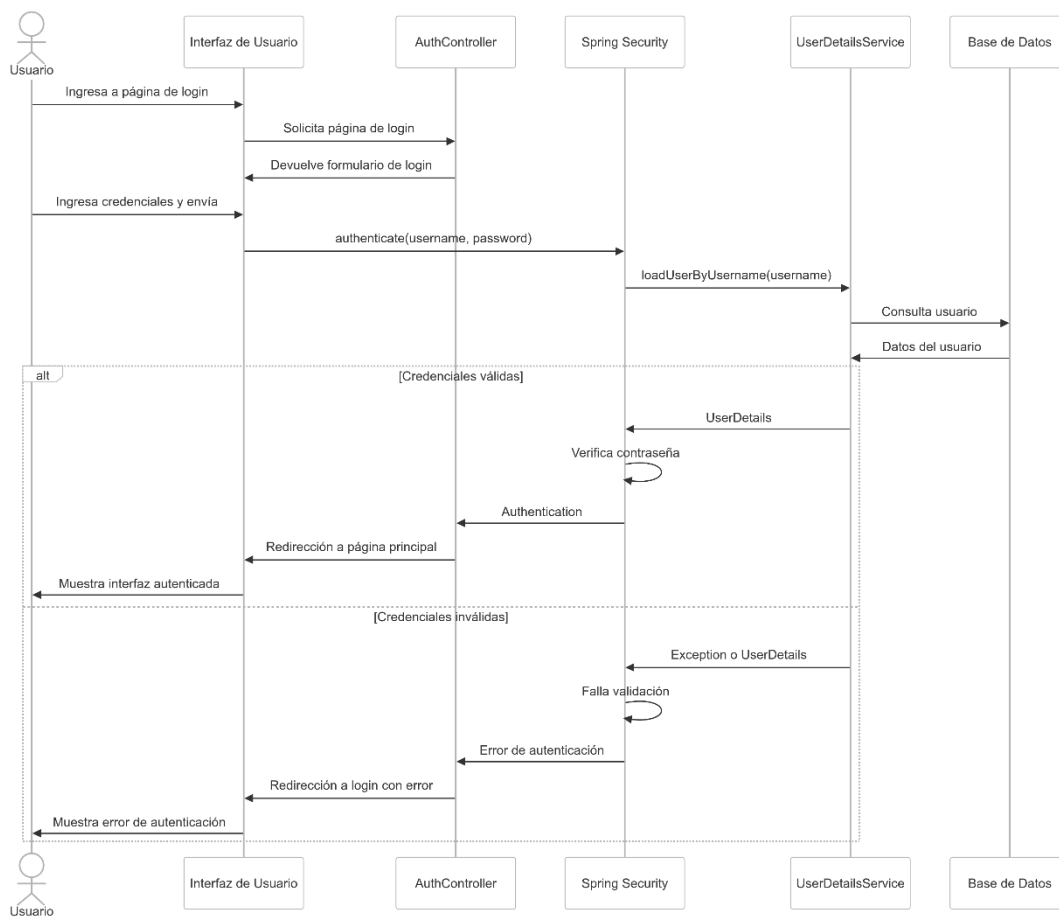 Usuario
Interfaz de Usuario
AuthController
Spring Security
UserDetailsService
Base de Datos
Ingresa a página de login
Solicita página de login
Devuelve formulario de login
Ingresa credenciales y envía
authenticate(username, password)
loadUserByUsername(username)
Consulta usuario
Datos del usuario
alt
[Credenciales válidas]
UserDetails
Verifica contraseña
Authentication
Redirección a página principal
Muestra interfaz autenticada
[Credenciales inválidas]
Exception o UserDetails
Falla validación
Error de autenticación
Redirección a login con error
Muestra error de autenticación
Usuario
Interfaz de Usuario
AuthController
Spring Security
UserDetailsService
Base de Datos